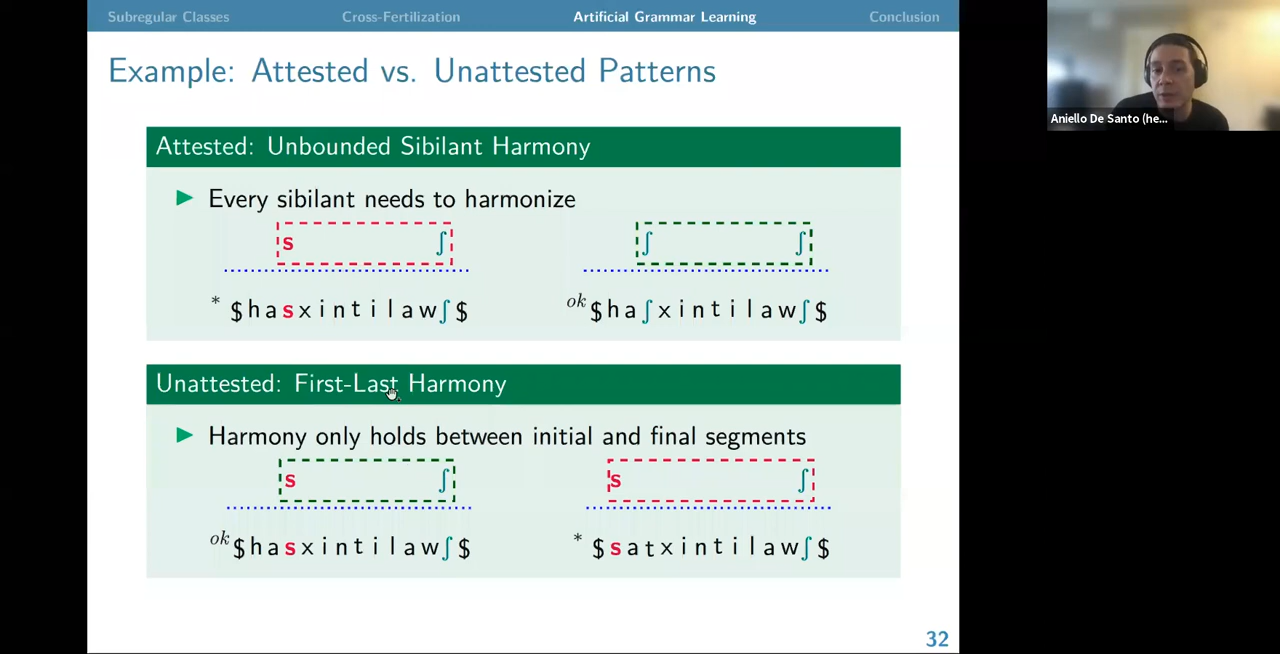 Subregular Classes Cross-Fertilization Artificial Grammar Learning Conclusion
Example: Attested vs. Unattested Patterns
Attested: Unbounded Sibilant Harmony
Every sibilant needs to harmonize
s ʃ ʃ ʃ
* $hasxintilawʃ$ ok $haʃxintilawʃ$
Unattested: First-Last Harmony
Harmony only holds between initial and final segments
s ʃ s ʃ
ok $hasxintilawʃ$ * $satxintilawʃ$
32
Aniello De Santo (he...